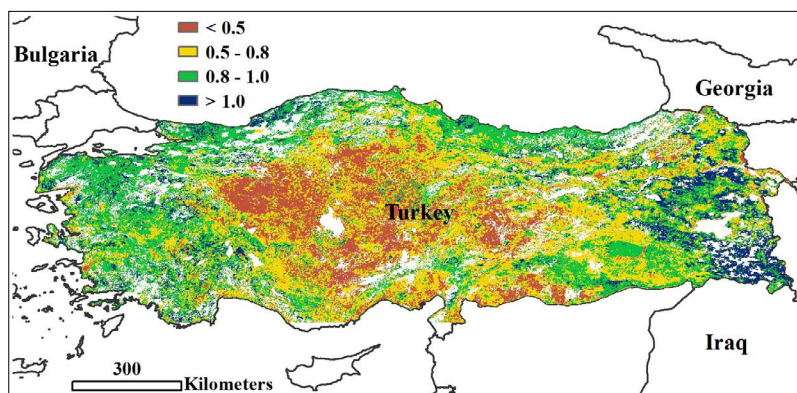 Bulgaria
< 0.5
0.5 - 0.8
0.8 - 1.0
> 1.0
Georgia
Turkey
Iraq
300
Kilometers